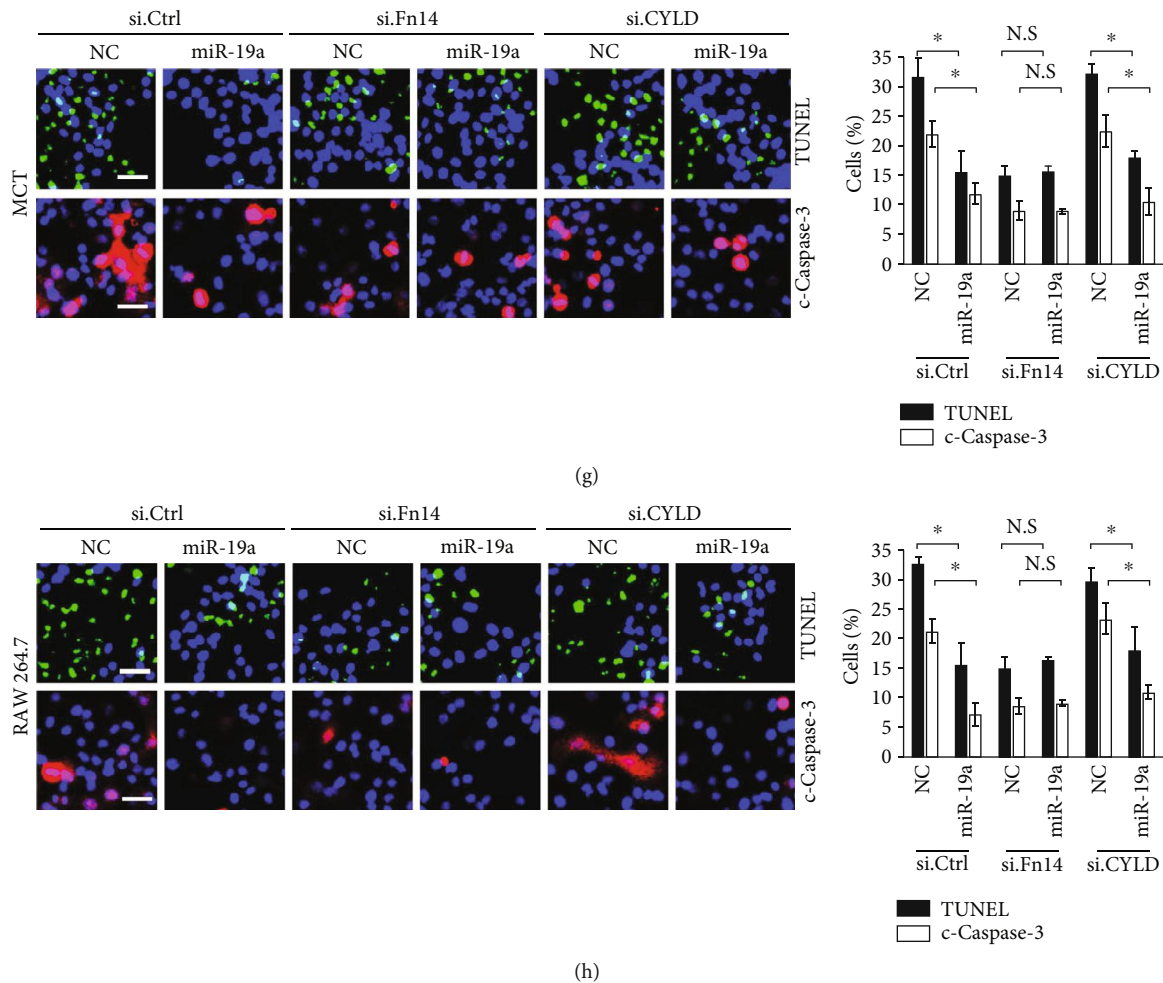 si.Ctrl si.Fn14 si.CYLD
NC miR-19a NC miR-19a NC miR-19a
MCT
TUNEL
c-Caspase-3
Cells (%)
35
30
25
20
15
10
5
0
* * N.S N.S * *
NC miR-19a NC miR-19a NC miR-19a
si.Ctrl si.Fn14 si.CYLD
TUNEL
c-Caspase-3
(g)
si.Ctrl si.Fn14 si.CYLD
NC miR-19a NC miR-19a NC miR-19a
RAW 264.7
TUNEL
c-Caspase-3
Cells (%)
35
30
25
20
15
10
5
0
* * N.S N.S * *
NC miR-19a NC miR-19a NC miR-19a
si.Ctrl si.Fn14 si.CYLD
TUNEL
c-Caspase-3
(h)